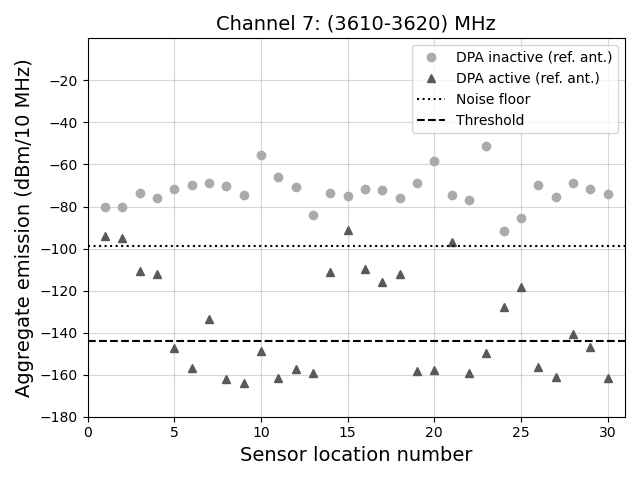 Channel 7: (3610-3620) MHz
DPA inactive (ref. ant.)
DPA active (ref. ant.)
Noise floor
Threshold
Aggregate emission (dBm/10 MHz)
−20
−40
−60
−80
−100
−120
−140
−160
−180
0 5 10 15 20 25 30
Sensor location number